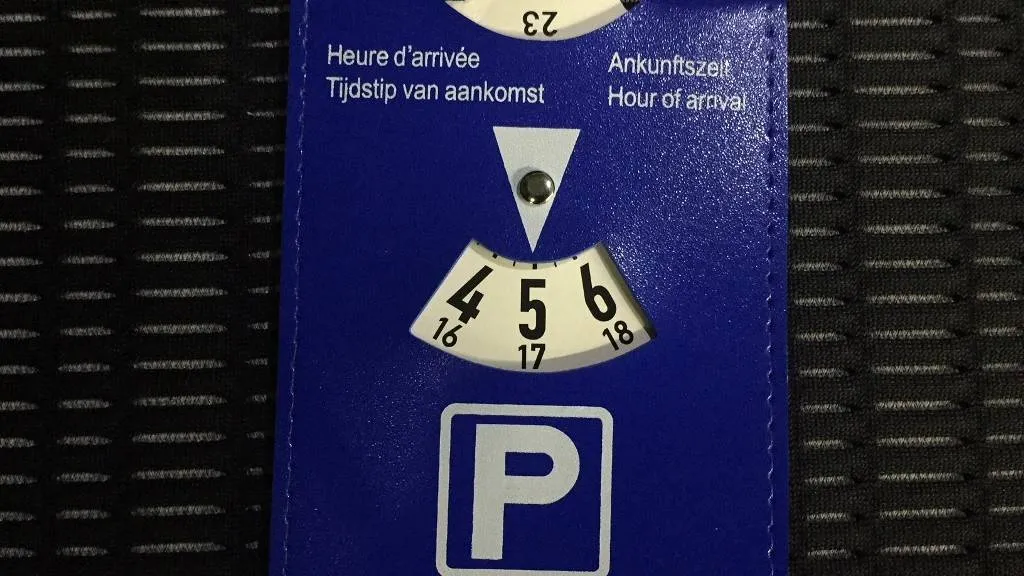 23
Heure d'arrivée
Tijdstip van aankomst
Ankunftszeit
Hour of arrival
4 5 6
16 17 18
P